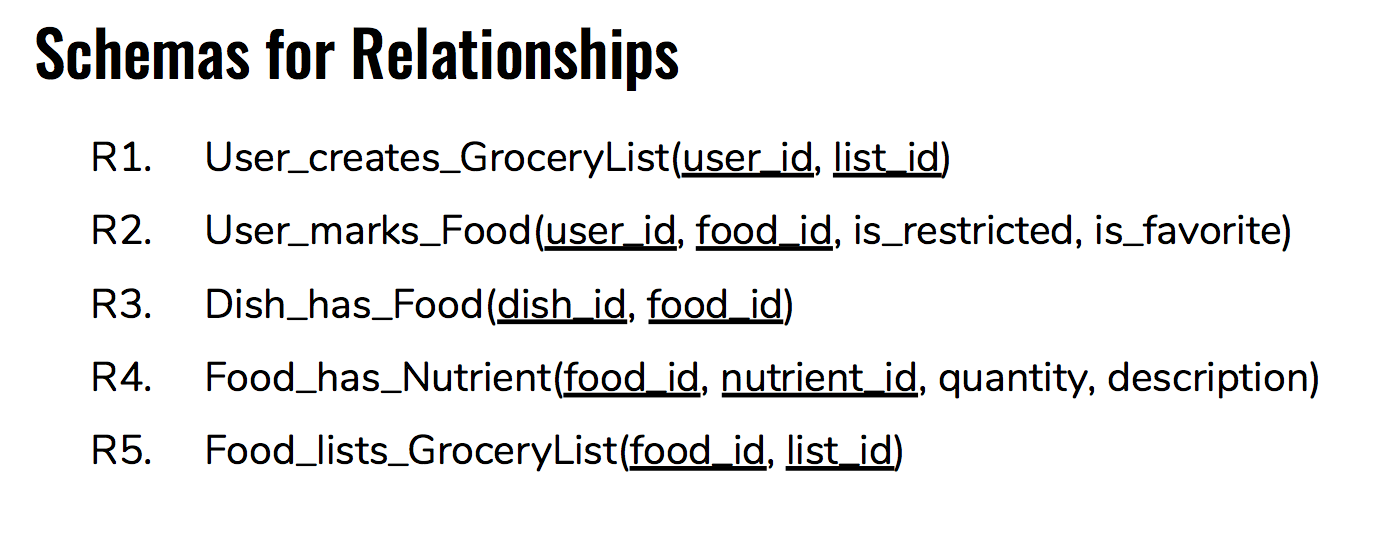 Schemas for Relationships
R1. User_creates_GroceryList(user_id, list_id)
R2. User_marks_Food(user_id, food_id, is_restricted, is_favorite)
R3. Dish_has_Food(dish_id, food_id)
R4. Food_has_Nutrient(food_id, nutrient_id, quantity, description)
R5. Food_lists_GroceryList(food_id, list_id)